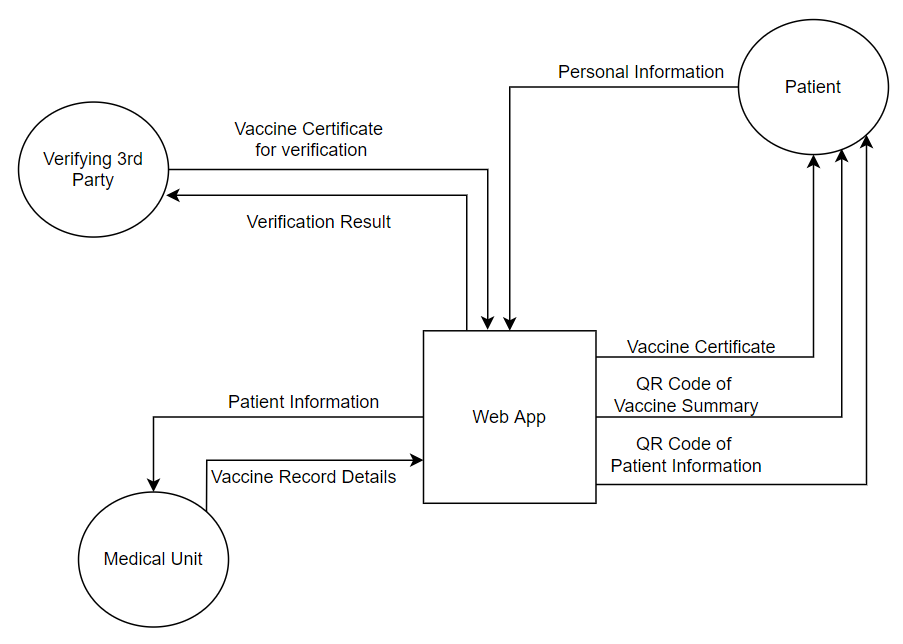 Personal Information
Patient
Vaccine Certificate
for verification
Verifying 3rd
Party
Verification Result
Vaccine Certificate
QR Code of
Vaccine Summary
Patient Information
Web App
QR Code of
Patient Information
Vaccine Record Details
Medical Unit